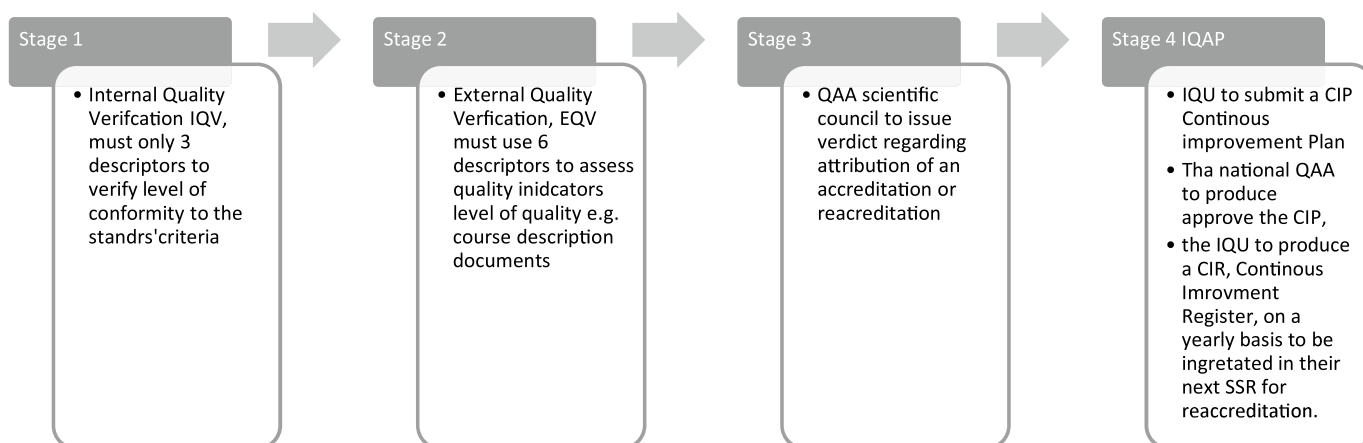 Stage 1
• Internal Quality
Verifcation IQV,
must only 3
descriptors to
verify level of
conformity to the
standrs'criteria
Stage 2
• External Quality
Verfication, EQV
must use 6
descriptors to assess
quality inidcators
level of quality e.g.
course description
documents
Stage 3
• QAA scientific
council to issue
verdict regarding
attribution of an
accreditation or
reacreditation
Stage 4 IQAP
• IQU to submit a CIP
Continous
improvement Plan
• Tha national QAA
to produce
approve the CIP,
• the IQU to produce
a CIR, Continous
Imrovment
Register, on a
yearly basis to be
ingretated in their
next SSR for
reaccreditation.